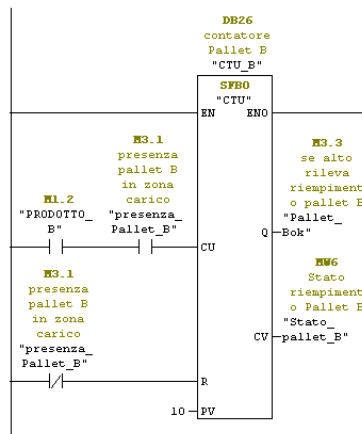 DB26
contatore
Pallet B
"CTU_B"
SFB0
"CTU"
EN ENO
M3.1
presenza
pallet B
in zona
carico
"presenza_
Pallet_B"
M1.2
"PRODOTTO_
B"
CU
M3.3
se alto
rileva
riempiment
o pallet B
"Pallet_
Bok"
Q
M3.1
presenza
pallet B
in zona
carico
"presenza_
Pallet_B"
R
MW6
Stato
riempiment
o Pallet B
"Stato_
pallet_B"
CV
10 PV